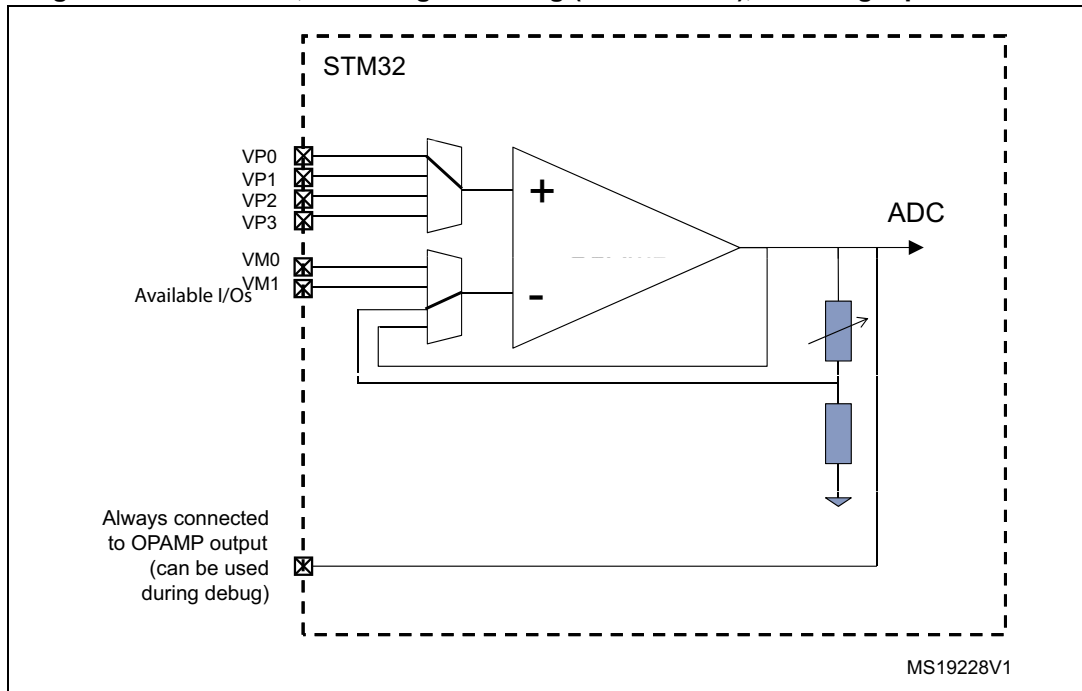 STM32
VP0
VP1
VP2
VP3
VM0
VM1
Available I/Os
+
-
ADC
Always connected
to OPAMP output
(can be used
during debug)
MS19228V1